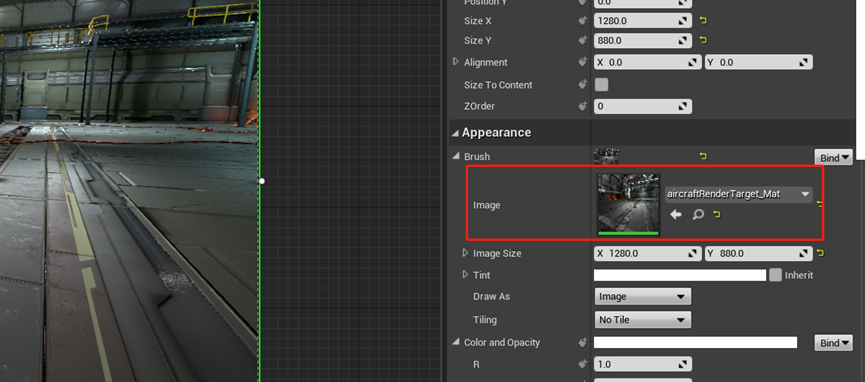 Position Y 0.0
Size X 1280.0
Size Y 880.0
Alignment X 0.0 Y 0.0
Size To Content
ZOrder 0
Appearance
Brush Bind
Image aircraftRenderTarget_Mat
Image Size X 1280.0 Y 880.0
Tint Inherit
Draw As Image
Tiling No Tile
Color and Opacity Bind
R 1.0